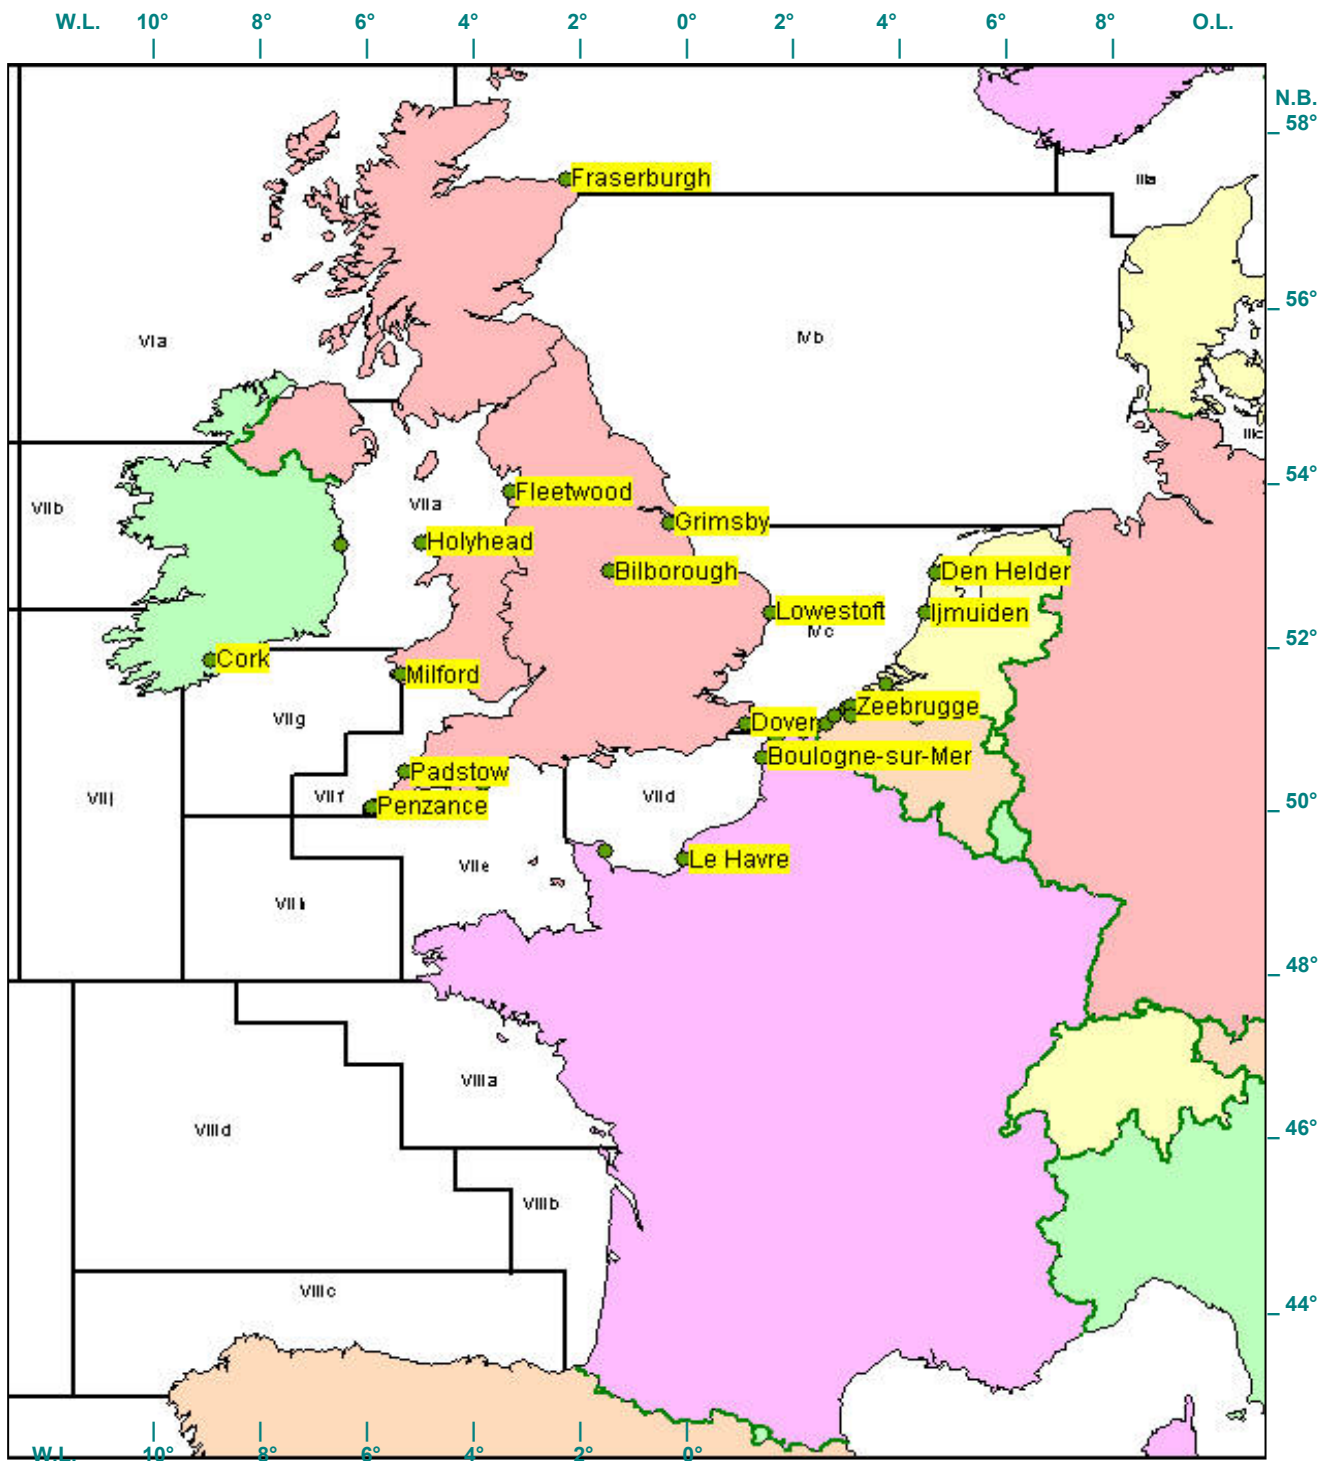 W.L. 10° 8° 6° 4° 2° 0° 2° 4° 6° 8° O.L.
N.B.
58°
Fraserburgh
IIIa
56°
VIa
IVb
IIIc
54°
Fleetwood
VIIa
VIIb
Grimsby
Holyhead
Bilborough
Den Helder
Lowestoft
Ijmuiden
IVc
52°
Cork
Milford
Zeebrugge
VIIg
Dover
Boulogne-sur-Mer
Padstow
VIIj
VIIf
VIId
50°
Penzance
Le Havre
VIIe
VIIh
48°
VIIIa
VIIId
46°
VIIIb
VIIIc
44°
W.L. 10° 8° 6° 4° 2° 0°